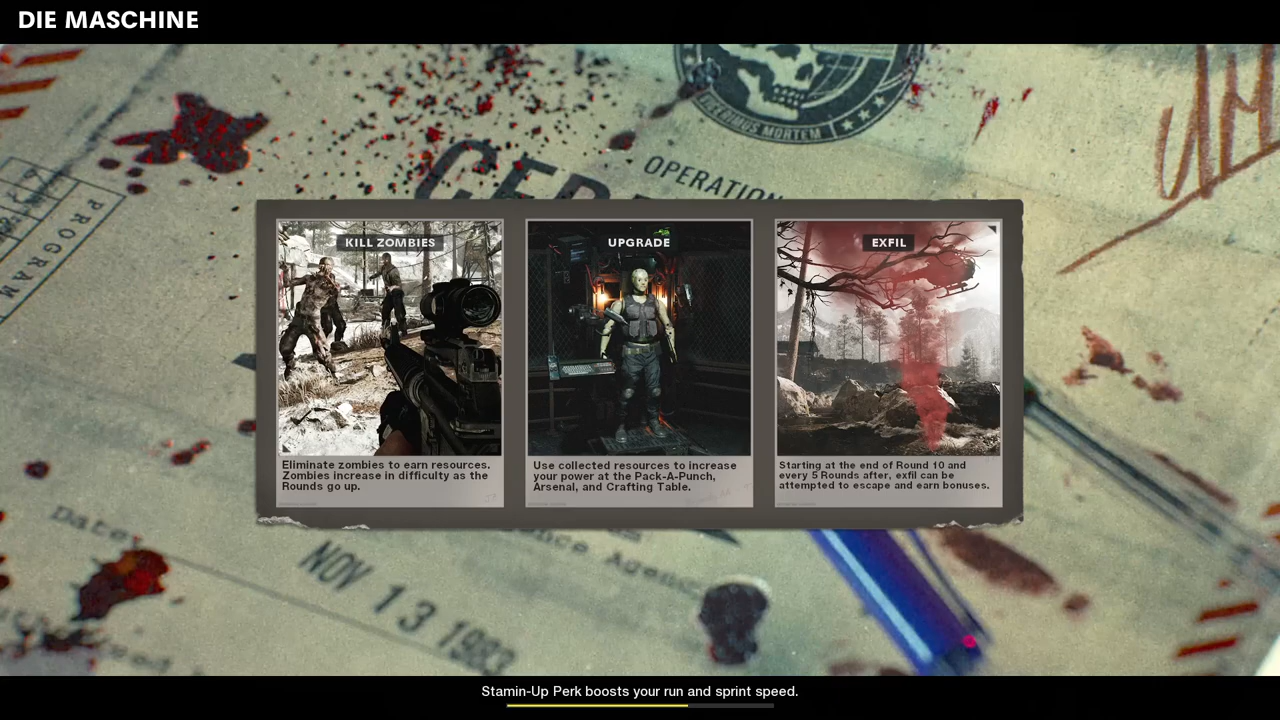 DIE MASCHINE
OPERATION
PROGRAM
KILL ZOMBIES
Eliminate zombies to earn resources.
Zombies increase in difficulty as the
Rounds go up.
UPGRADE
Use collected resources to increase
your power at the Pack-A-Punch,
Arsenal, and Crafting Table.
EXFIL
Starting at the end of Round 10 and
every 5 Rounds after, exfil can be
attempted to escape and earn bonuses.
Date:
NOV 13 1983
Stamin-Up Perk boosts your run and sprint speed.